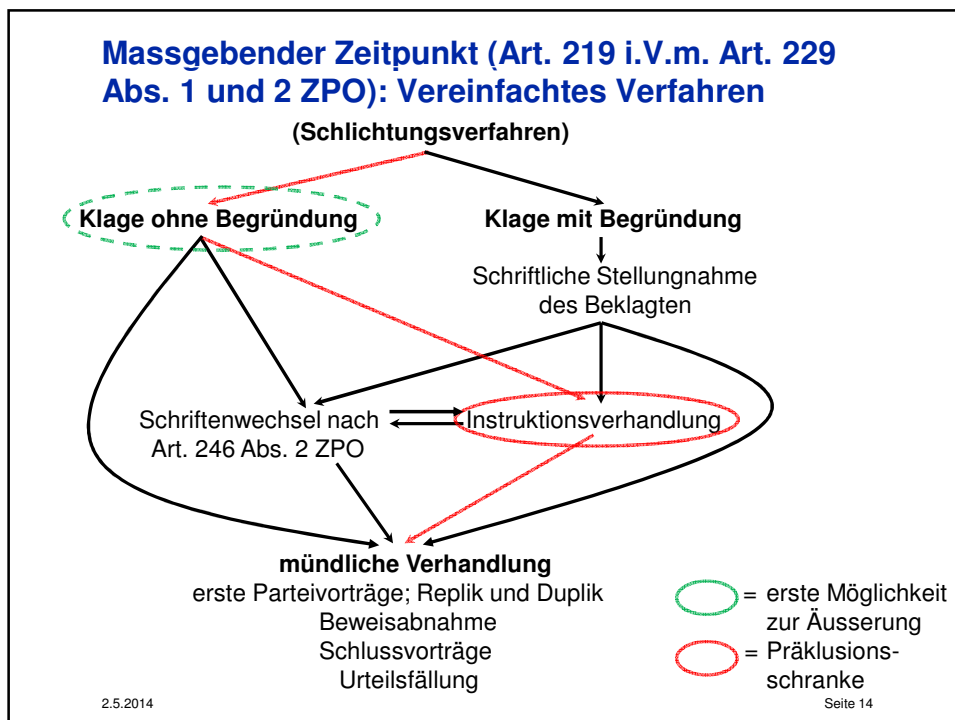 Massgebender Zeitpunkt (Art. 219 i.V.m. Art. 229
Abs. 1 und 2 ZPO): Vereinfachtes Verfahren
(Schlichtungsverfahren)
Klage ohne Begründung
Klage mit Begründung
Schriftliche Stellungnahme
des Beklagten
Schriftenwechsel nach
Art. 246 Abs. 2 ZPO
Instruktionsverhandlung
mündliche Verhandlung
erste Parteivorträge; Replik und Duplik
Beweisabnahme
Schlussvorträge
Urteilsfällung
= erste Möglichkeit
zur Äusserung
= Präklusions-
schranke
2.5.2014
Seite 14